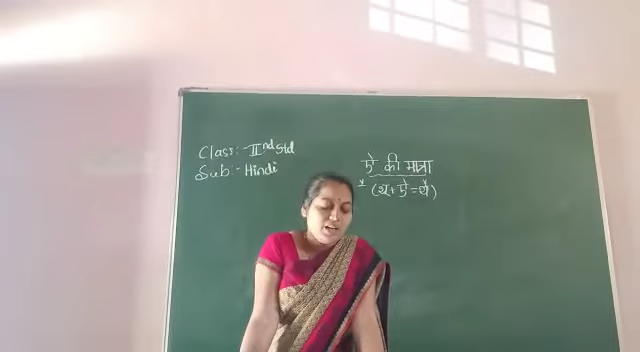 Class:- IInd Std
Sub:- Hindi
ऐ की मात्रा
(थ + ऐ = थै)